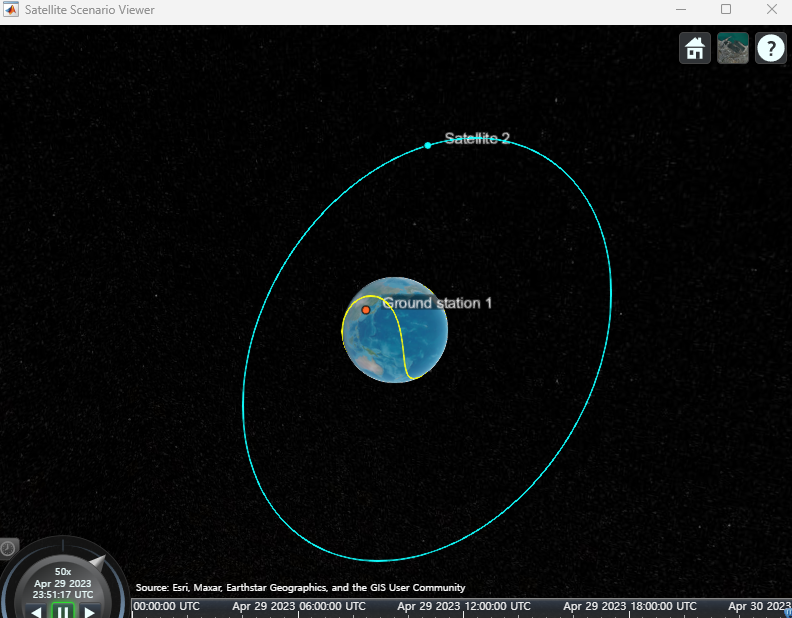 Satellite Scenario Viewer
?
Satellite 2
Ground station 1
50x
Apr 29 2023
23:51:17 UTC
Source: Esri, Maxar, Earthstar Geographics, and the GIS User Community
00:00:00 UTC Apr 29 2023 06:00:00 UTC Apr 29 2023 12:00:00 UTC Apr 29 2023 18:00:00 UTC Apr 30 2023